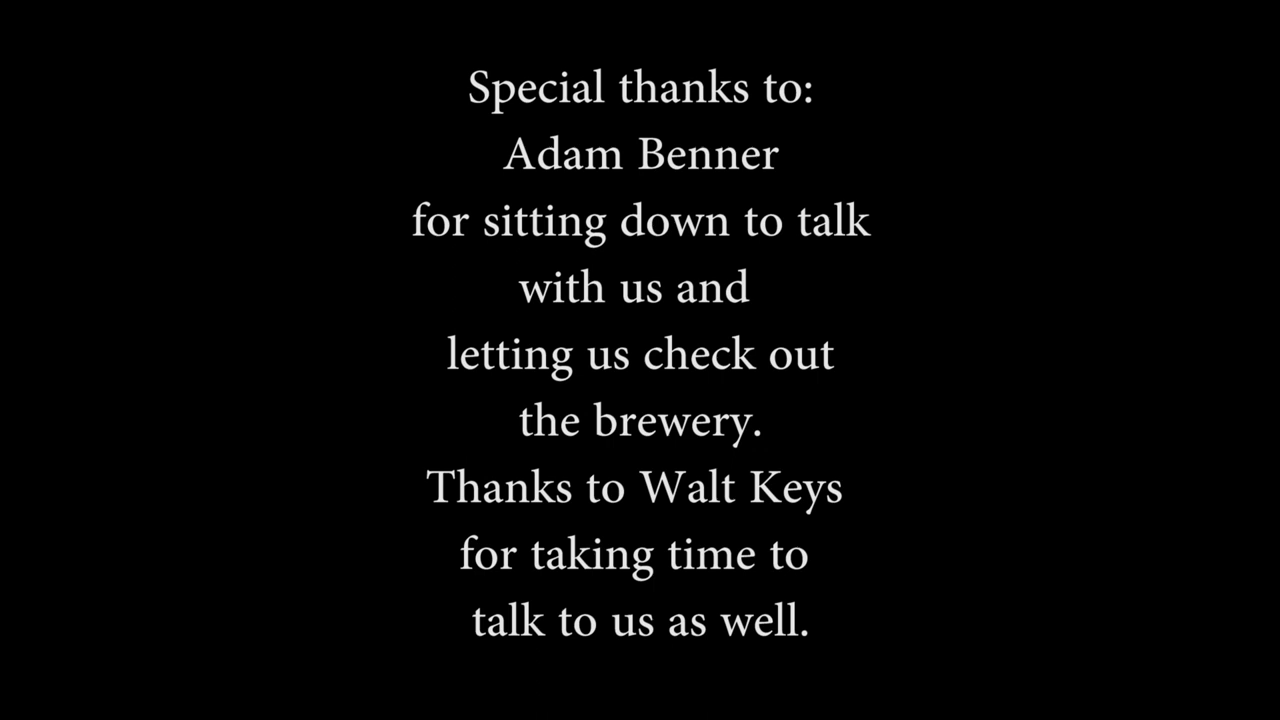 Special thanks to:
Adam Benner
for sitting down to talk
with us and
letting us check out
the brewery.
Thanks to Walt Keys
for taking time to
talk to us as well.